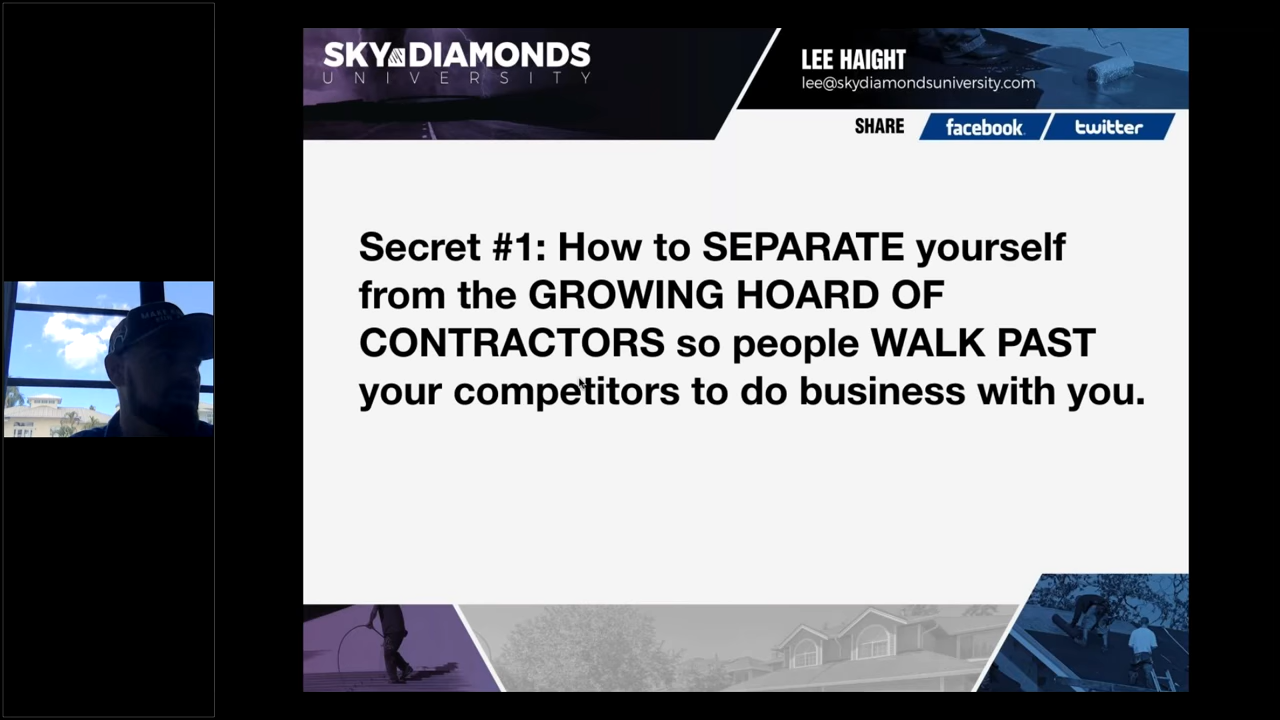 SKY DIAMONDS
UNIVERSITY
LEE HAIGHT
lee@skydiamondsuniversity.com
SHARE facebook twitter
Secret #1: How to SEPARATE yourself
from the GROWING HOARD OF
CONTRACTORS so people WALK PAST
your competitors to do business with you.